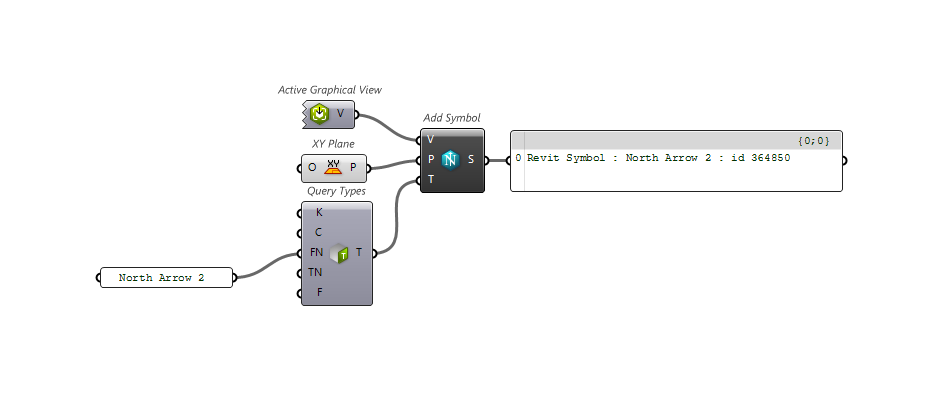 Active Graphical View
V
Add Symbol
XY Plane
O XY P
V
P N S
T
{0;0}
0 Revit Symbol : North Arrow 2 : id 364850
Query Types
K
C
FN T T
TN
F
North Arrow 2